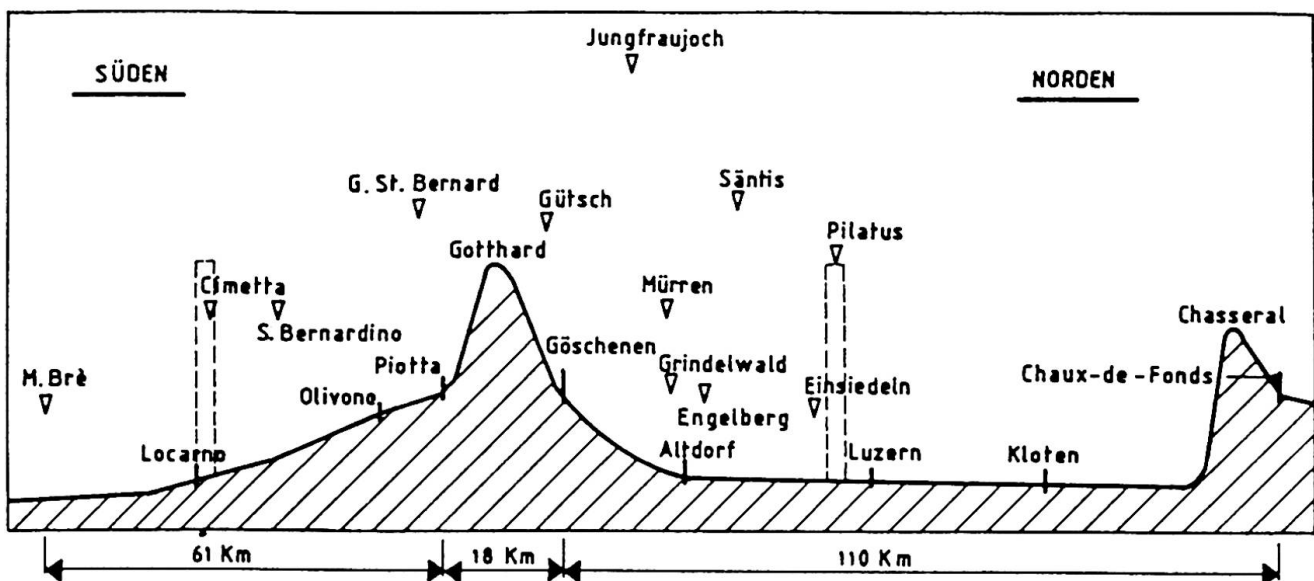 Jungfraujoch
SÜDEN
NORDEN
G. St. Bernard
Säntis
Gütsch
Pilatus
Gotthard
Cimetta
Mürren
S. Bernardino
Chasseral
Piotta
Göschenen
Grindelwald
Chaux-de-Fonds
M. Brè
Olivone
Einsiedeln
Engelberg
Locarno
Altdorf
Luzern
Kloten
61 Km
18 Km
110 Km